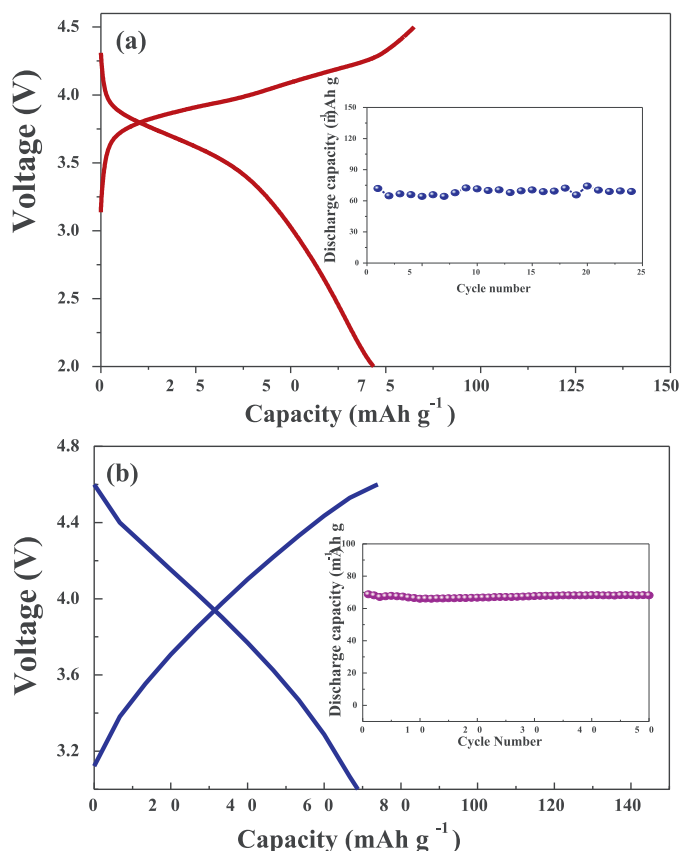 (a)
Voltage (V)
4.5
4.0
3.5
3.0
2.5
2.0
0 2 5 5 0 7 5 100 125 150
Capacity (mAh g-1)
Discharge capacity (mAh g-1)
150
120
90
60
30
0
0 5 10 15 20 25
Cycle number
(b)
Voltage (V)
4.8
4.4
4.0
3.6
3.2
0 2 0 4 0 6 0 8 0 100 120 140
Capacity (mAh g-1)
Discharge capacity (mAh g-1)
100
80
60
40
20
0
0 1 0 2 0 3 0 4 0 5 0
Cycle Number